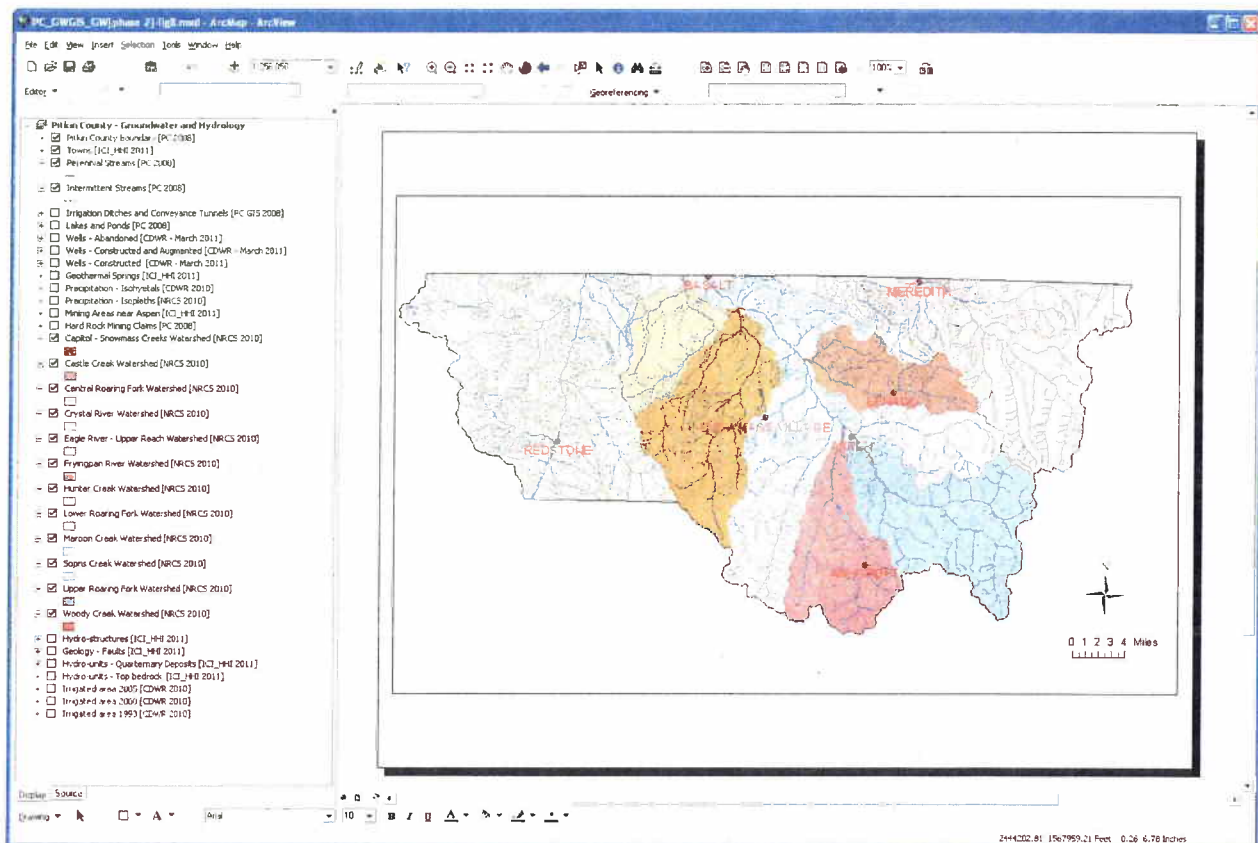 PC_GWGIS_GW[phase 2]-fig8.mxd - ArcMap - ArcView
File Edit View Insert Selection Tools Window Help
100%
Editor
Georeferencing
Pitkin County - Groundwater and Hydrology
Pitkin County Boundary [PC 2008]
Towns [ICI_HHI 2011]
Perennial Streams [PC 2008]
Intermittent Streams [PC 2008]
Irrigation Ditches and Conveyance Tunnels [PC GIS 2008]
Lakes and Ponds [PC 2008]
Wells - Abandoned [CDWR - March 2011]
Wells - Constructed and Augmented [CDWR - March 2011]
Wells - Constructed [CDWR - March 2011]
Geothermal Springs [ICI_HHI 2011]
Precipitation - Isohyetals [CDWR 2010]
Precipitation - Isopleths [NRCS 2010]
Mining Areas near Aspen [ICI_HHI 2011]
Hard Rock Mining Claims [PC 2008]
Capitol - Snowmass Creeks Watershed [NRCS 2010]
Castle Creek Watershed [NRCS 2010]
Central Roaring Fork Watershed [NRCS 2010]
Crystal River Watershed [NRCS 2010]
Eagle River - Upper Reach Watershed [NRCS 2010]
Fryingpan River Watershed [NRCS 2010]
Hunter Creek Watershed [NRCS 2010]
Lower Roaring Fork Watershed [NRCS 2010]
Maroon Creek Watershed [NRCS 2010]
Sopris Creek Watershed [NRCS 2010]
Upper Roaring Fork Watershed [NRCS 2010]
Woody Creek Watershed [NRCS 2010]
Hydro-structures [ICI_HHI 2011]
Geology - Faults [ICI_HHI 2011]
Hydro-units - Quaternary Deposits [ICI_HHI 2011]
Hydro-units - Top bedrock [ICI_HHI 2011]
Irrigated area 2005 [CDWR 2010]
Irrigated area 2000 [CDWR 2010]
Irrigated area 1993 [CDWR 2010]
BASALT
MEREDITH
REDSTONE
0 1 2 3 4 Miles
Display Source
Drawing A Arial 10 B I U A
2444202.81 1567959.21 Feet 0.26 6.78 Inches